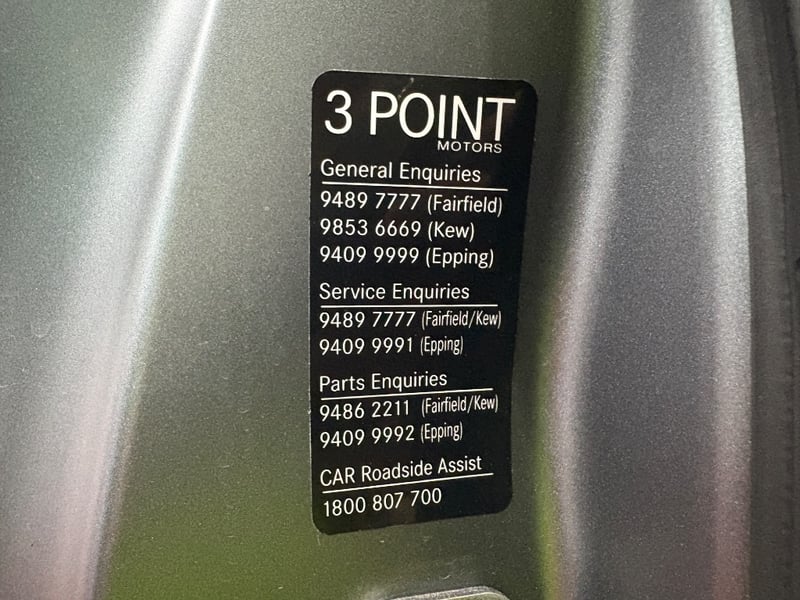 3 POINT
MOTORS
General Enquiries
9489 7777 (Fairfield)
9853 6669 (Kew)
9409 9999 (Epping)
Service Enquiries
9489 7777 (Fairfield/Kew)
9409 9991 (Epping)
Parts Enquiries
9486 2211 (Fairfield/Kew)
9409 9992 (Epping)
CAR Roadside Assist
1800 807 700